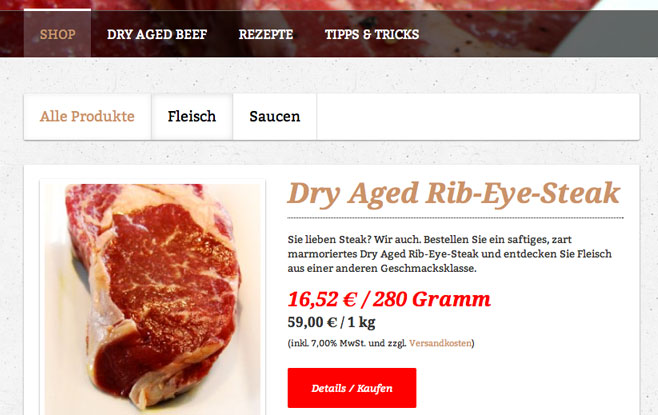 SHOP DRY AGED BEEF REZEPTE TIPPS & TRICKS
Alle Produkte Fleisch Saucen
Dry Aged Rib-Eye-Steak
Sie lieben Steak? Wir auch. Bestellen Sie ein saftiges, zart
marmoriertes Dry Aged Rib-Eye-Steak und entdecken Sie Fleisch
aus einer anderen Geschmacksklasse.
16,52 € / 280 Gramm
59,00 € / 1 kg
(inkl. 7,00% MwSt. und zzgl. Versandkosten)
Details / Kaufen